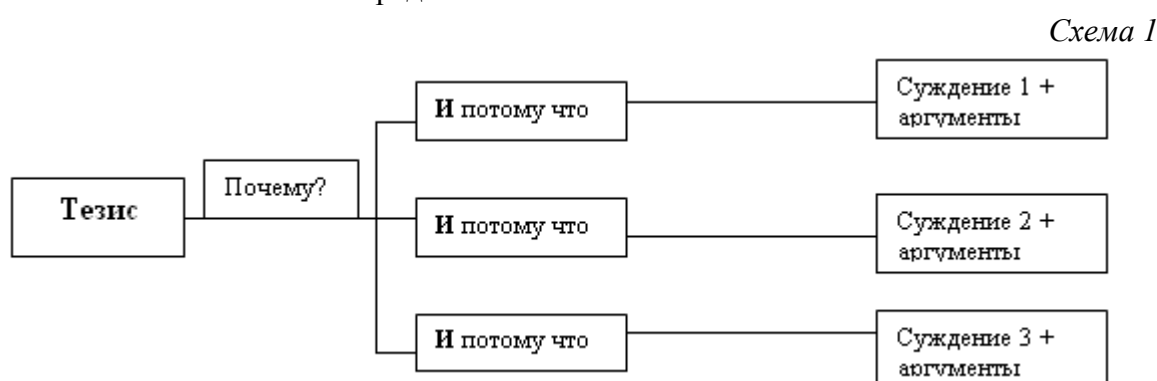 Схема 1
И потому что
Суждение 1 +
аргументы
Тезис
Почему?
И потому что
Суждение 2 +
аргументы
И потому что
Суждение 3 +
аргументы